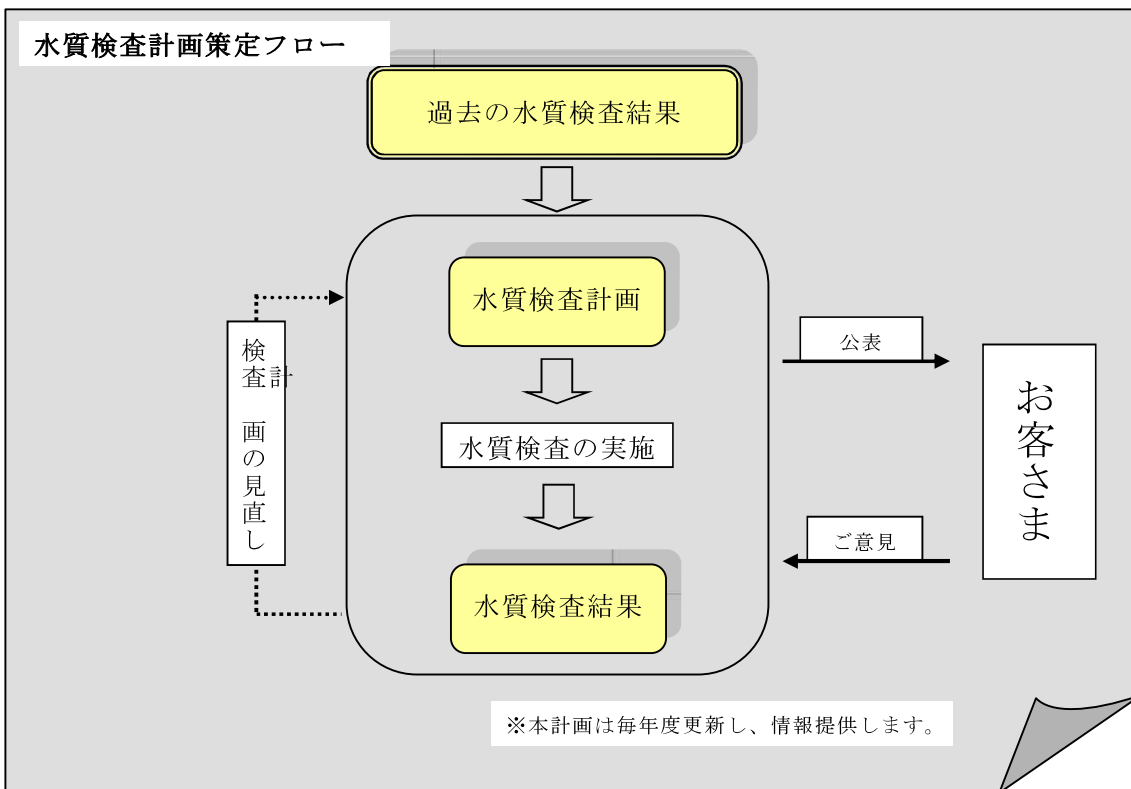 水質検査計画策定フロー
過去の水質検査結果
水質検査計画
水質検査の実施
水質検査結果
検査計
画の見直し
公表
ご意見
お客さま
※本計画は毎年度更新し、情報提供します。